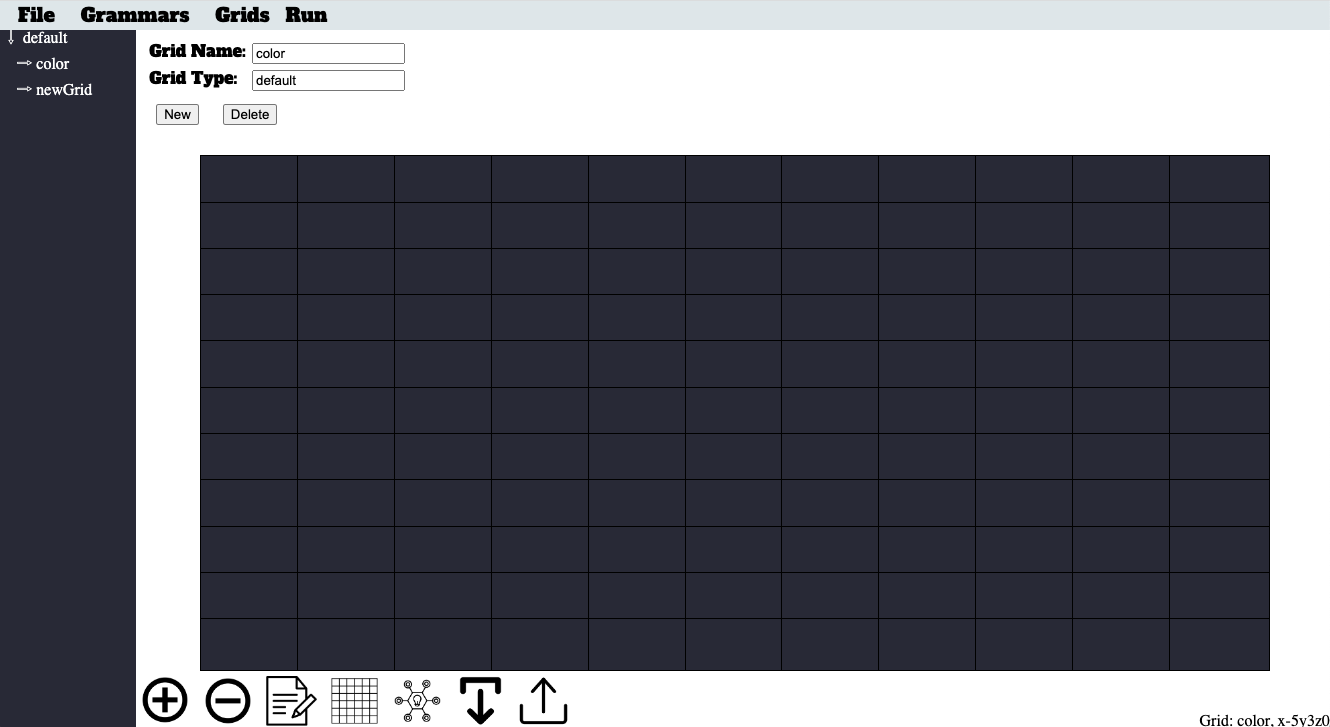 File Grammars Grids Run
default
color
newGrid
Grid Name: color
Grid Type: default
New Delete
Grid: color, x-5y3z0